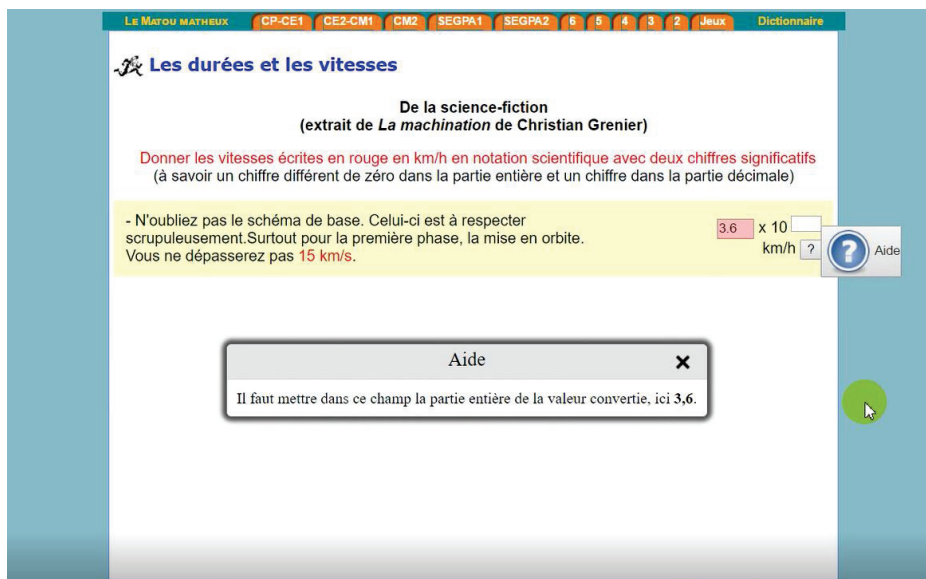 LE MATOU MATHEUX CP-CE1 CE2-CM1 CM2 SEGPA1 SEGPA2 6 5 4 3 2 Jeux Dictionnaire
Les durées et les vitesses
De la science-fiction
(extrait de La machination de Christian Grenier)
Donner les vitesses écrites en rouge en km/h en notation scientifique avec deux chiffres significatifs
(à savoir un chiffre différent de zéro dans la partie entière et un chiffre dans la partie décimale)
- N'oubliez pas le schéma de base. Celui-ci est à respecter
scrupuleusement.Surtout pour la première phase, la mise en orbite.
Vous ne dépasserez pas 15 km/s.
3.6 x 10
km/h ?
? Aide
Aide
Il faut mettre dans ce champ la partie entière de la valeur convertie, ici 3,6.